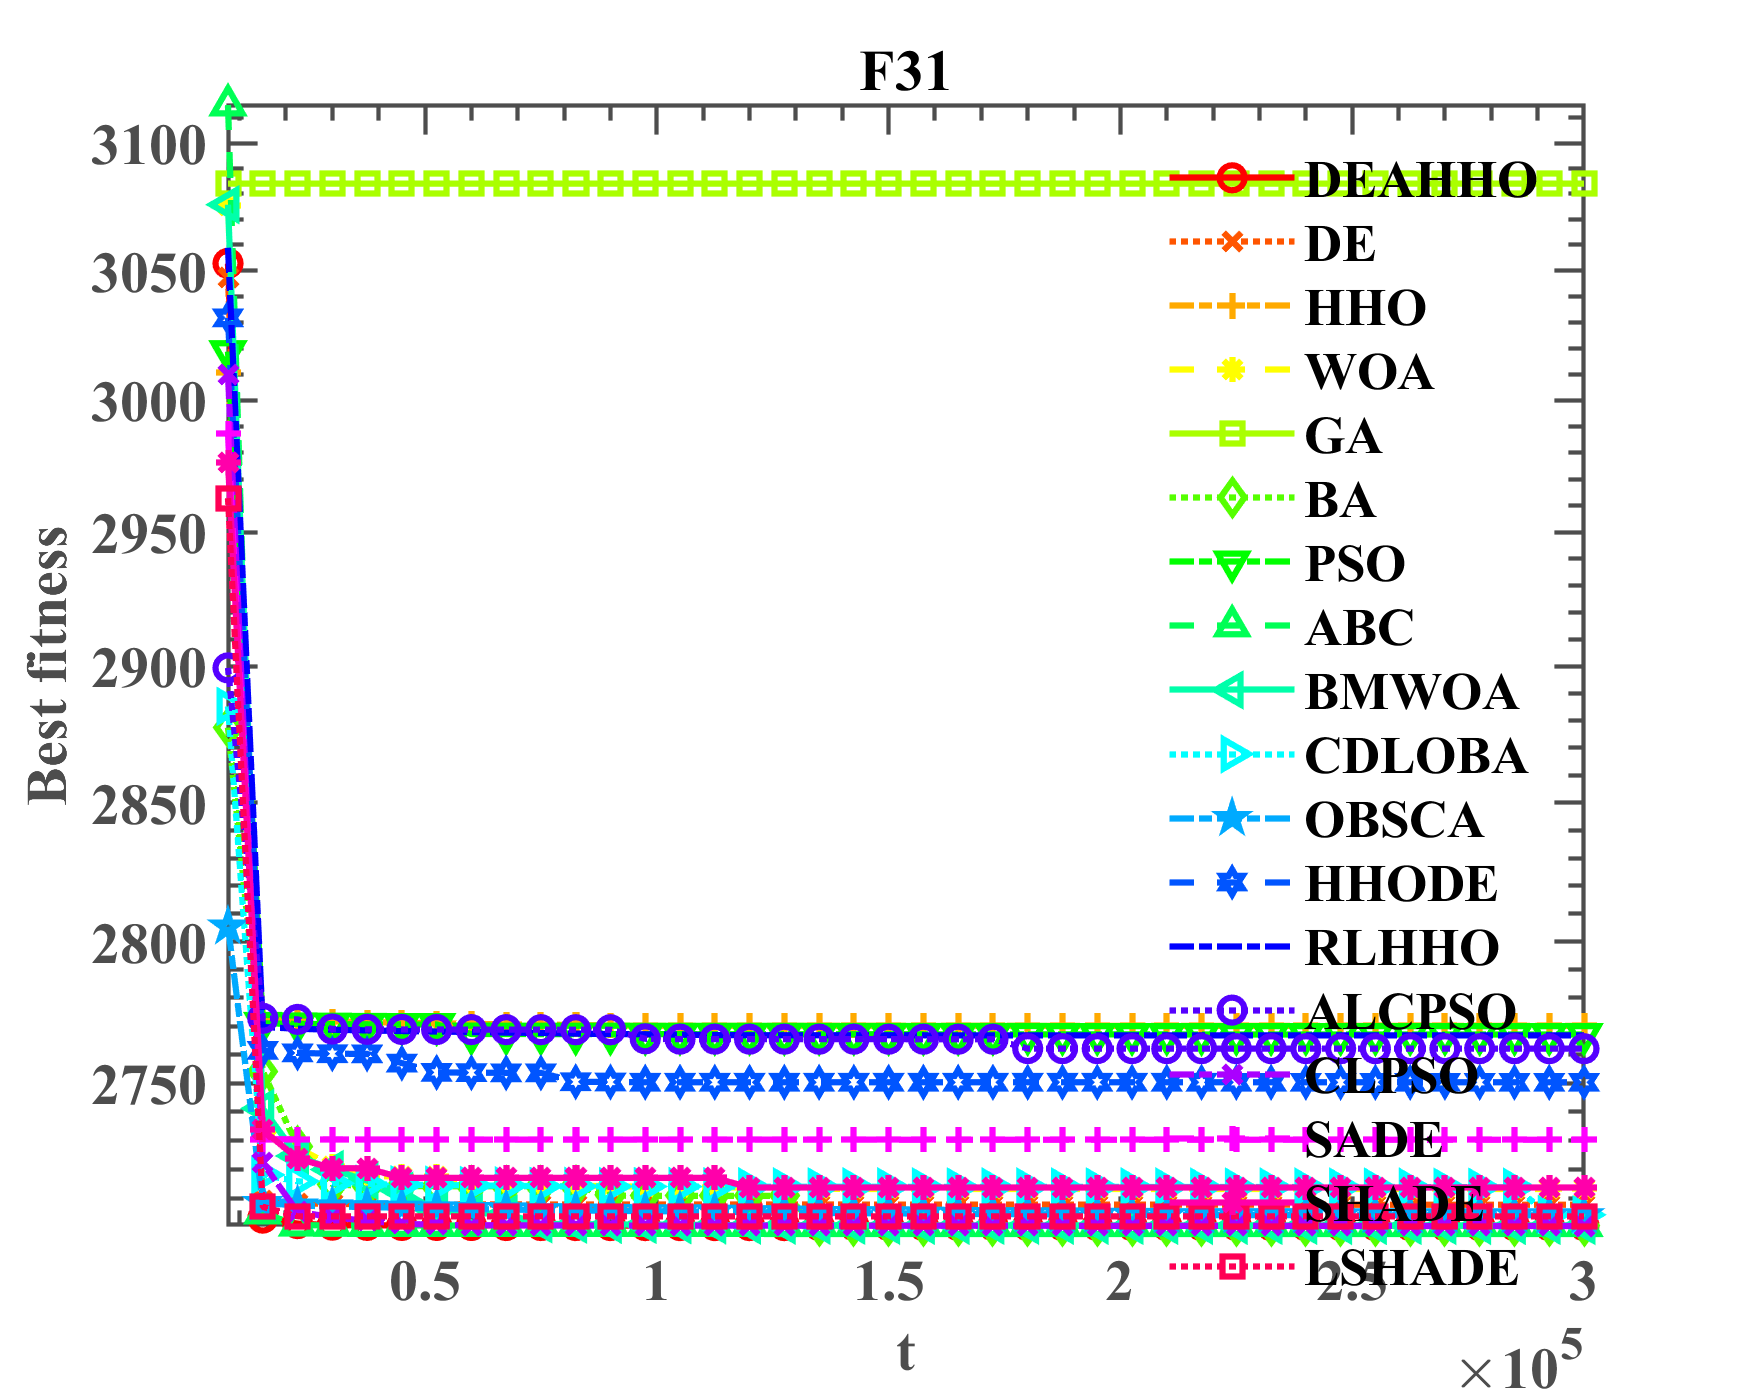 F31
3100
3050
3000
2950
2900
2850
2800
2750
Best fitness
DEAHHO
DE
HHO
WOA
GA
BA
PSO
ABC
BMWOA
CDLOBA
OBSCA
HHODE
RLHHO
ALCPSO
CLPSO
SADE
SHADE
LSHADE
0.5 1 1.5 2 2.5 3
t
×10⁵